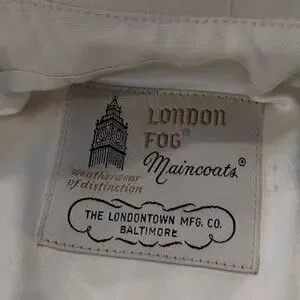 LONDON
FOG®
Maincoats®
weatherwear
of distinction
THE LONDONTOWN MFG. CO.
BALTIMORE